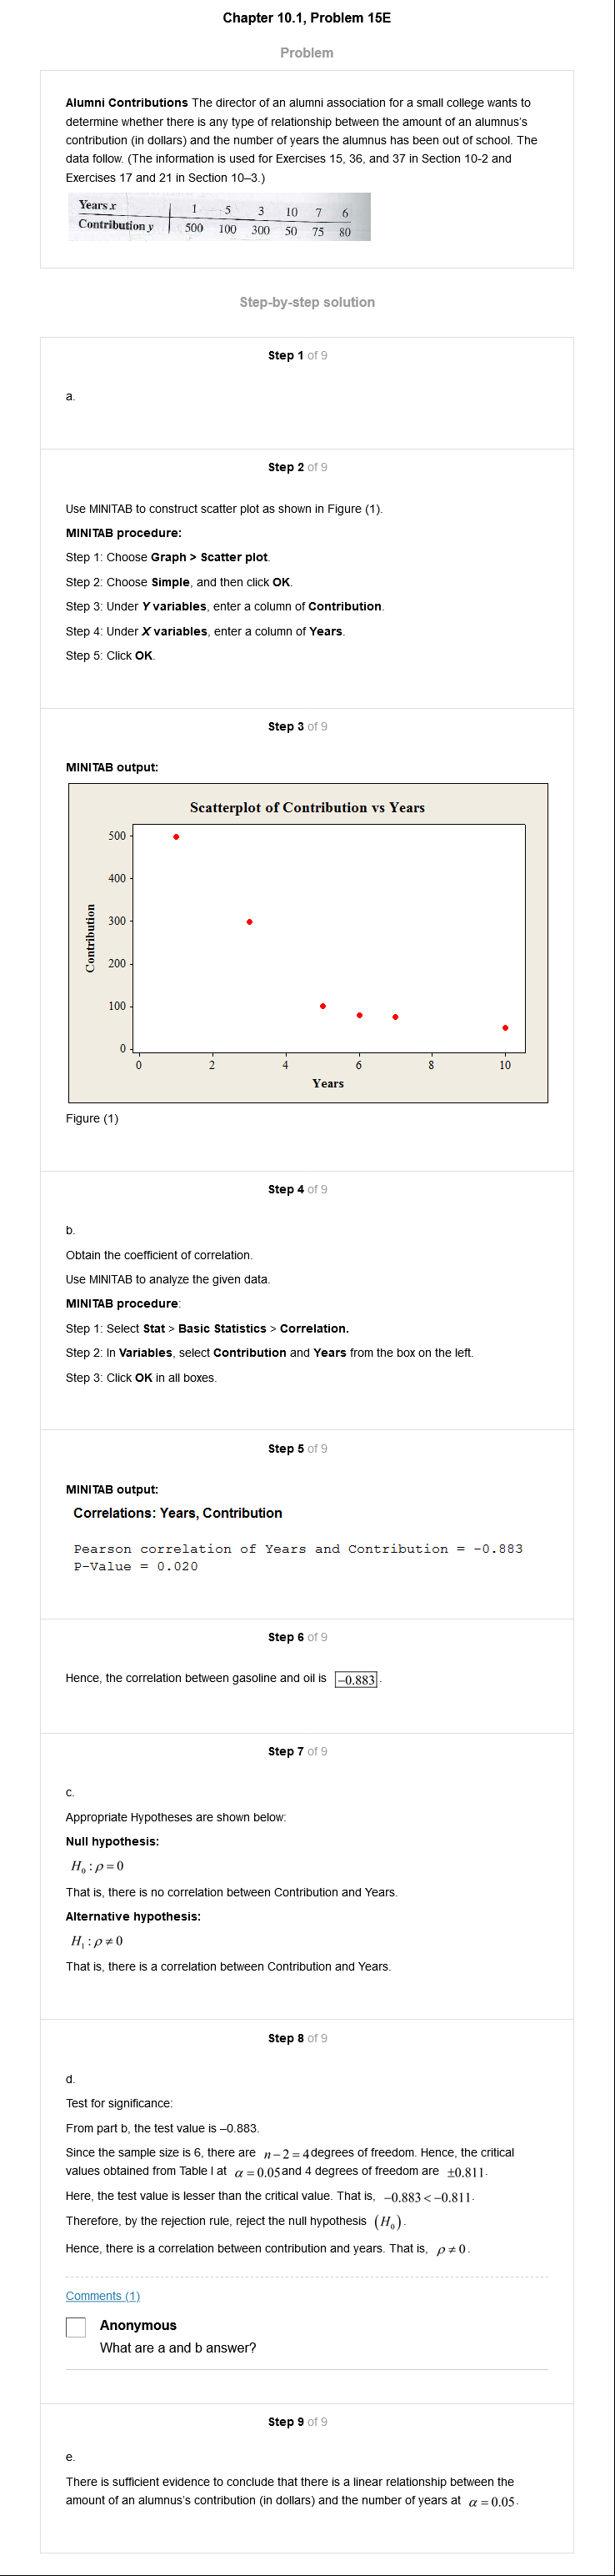 Chapter 10.1, Problem 15E
Problem
Alumni Contributions The director of an alumni association for a small college wants to
determine whether there is any type of relationship between the amount of an alumnus's
contribution (in dollars) and the number of years the alumnus has been out of school. The
data follow. (The information is used for Exercises 15, 36, and 37 in Section 10-2 and
Exercises 17 and 21 in Section 10–3.)
Years x 1 5 3 10 7 6
Contribution y 500 100 300 50 75 80
Step-by-step solution
Step 1 of 9
a.
Step 2 of 9
Use MINITAB to construct scatter plot as shown in Figure (1).
MINITAB procedure:
Step 1: Choose Graph > Scatter plot.
Step 2: Choose Simple, and then click OK.
Step 3: Under Y variables, enter a column of Contribution.
Step 4: Under X variables, enter a column of Years.
Step 5: Click OK.
Step 3 of 9
MINITAB output:
Scatterplot of Contribution vs Years
500
400
300
200
100
0
Contribution
0 2 4 6 8 10
Years
Figure (1)
Step 4 of 9
b.
Obtain the coefficient of correlation.
Use MINITAB to analyze the given data.
MINITAB procedure:
Step 1: Select Stat > Basic Statistics > Correlation.
Step 2: In Variables, select Contribution and Years from the box on the left.
Step 3: Click OK in all boxes.
Step 5 of 9
MINITAB output:
Correlations: Years, Contribution
Pearson correlation of Years and Contribution = -0.883
P-Value = 0.020
Step 6 of 9
Hence, the correlation between gasoline and oil is −0.883.
Step 7 of 9
c.
Appropriate Hypotheses are shown below:
Null hypothesis:
H₀ : ρ = 0
That is, there is no correlation between Contribution and Years.
Alternative hypothesis:
H₁ : ρ ≠ 0
That is, there is a correlation between Contribution and Years.
Step 8 of 9
d.
Test for significance:
From part b, the test value is –0.883.
Since the sample size is 6, there are n − 2 = 4 degrees of freedom. Hence, the critical
values obtained from Table I at α = 0.05 and 4 degrees of freedom are ±0.811.
Here, the test value is lesser than the critical value. That is, −0.883 < −0.811.
Therefore, by the rejection rule, reject the null hypothesis (H₀).
Hence, there is a correlation between contribution and years. That is, ρ ≠ 0.
Comments (1)
Anonymous
What are a and b answer?
Step 9 of 9
e.
There is sufficient evidence to conclude that there is a linear relationship between the
amount of an alumnus's contribution (in dollars) and the number of years at α = 0.05.